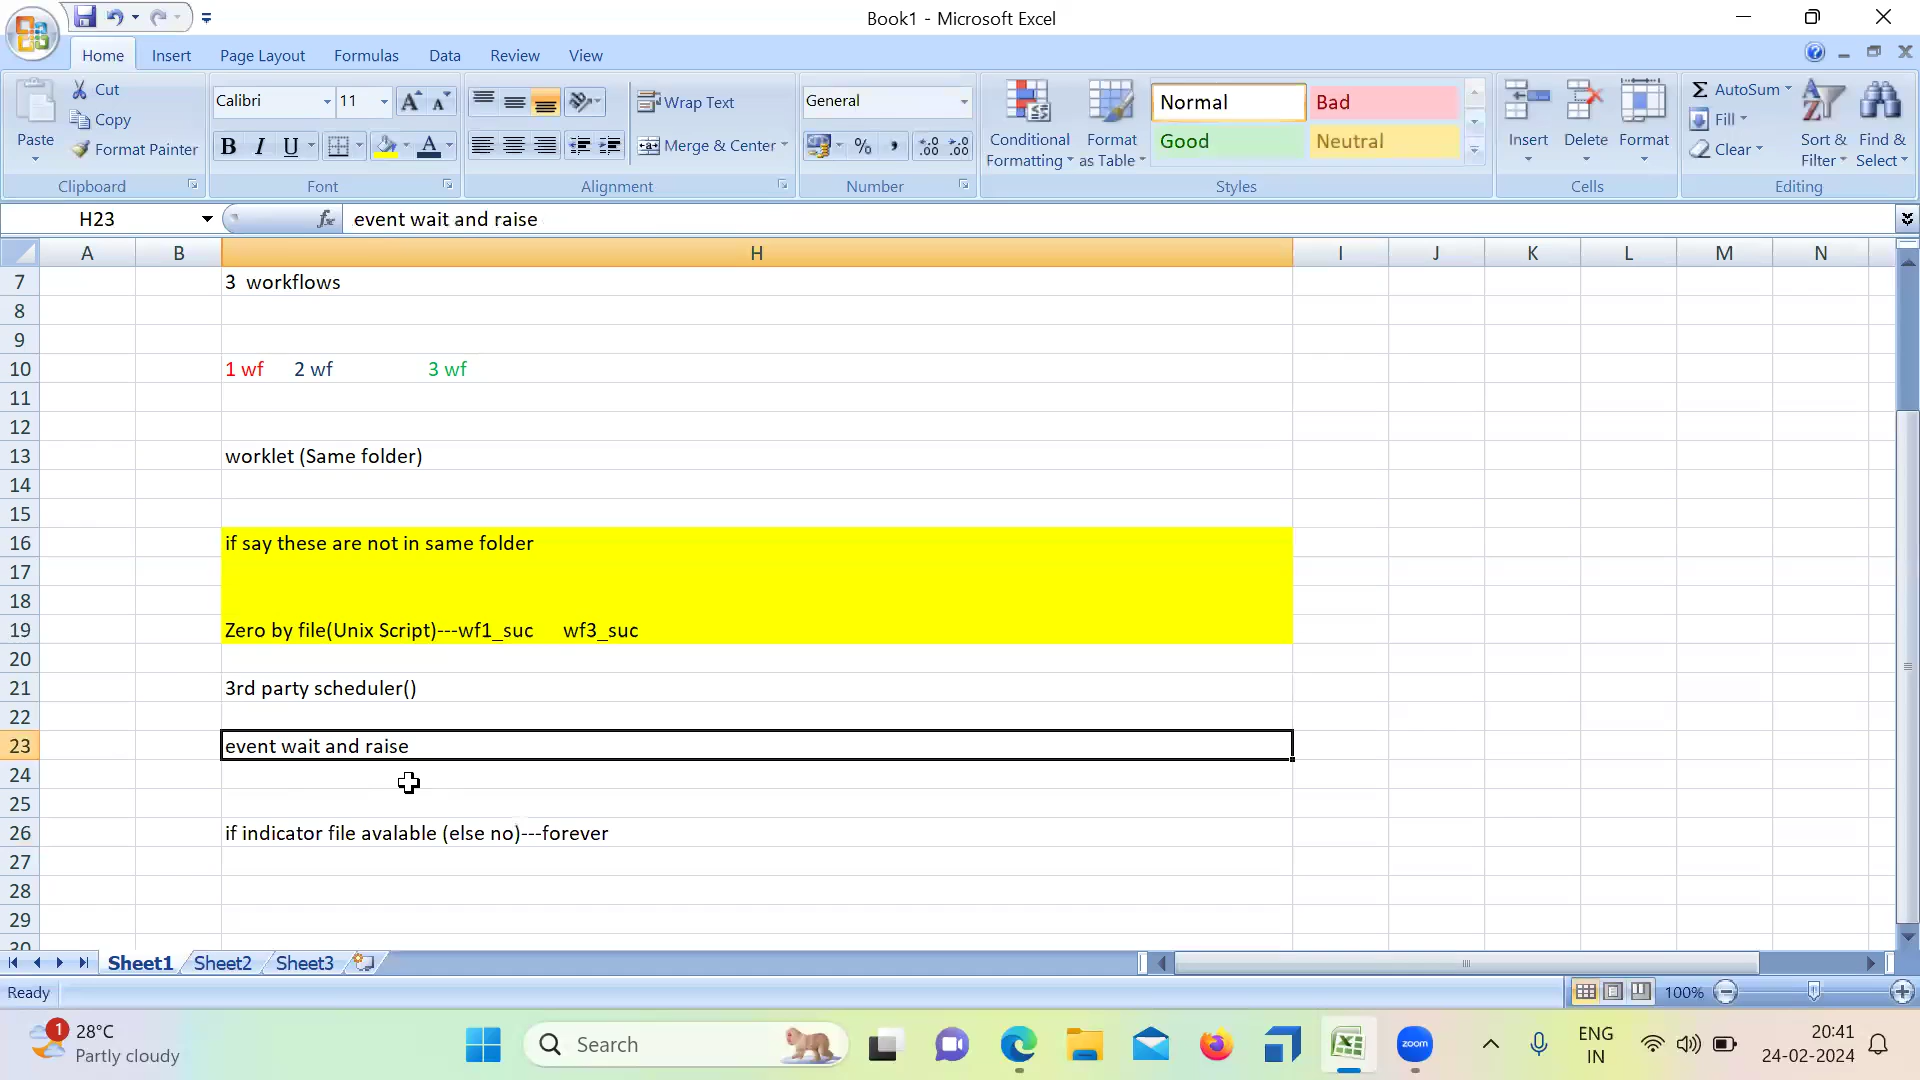 Book1 - Microsoft Excel
Home Insert Page Layout Formulas Data Review View
Paste
Cut
Copy
Format Painter
Clipboard
Calibri 11
B I U
A
Font
Wrap Text
Merge & Center
Alignment
General
% ,
Number
Conditional Formatting
Format as Table
Normal Bad
Good Neutral
Styles
Insert Delete Format
Cells
AutoSum
Fill
Clear
Sort & Filter
Find & Select
Editing
H23 fx event wait and raise
A B H I J K L M N
7 3 workflows
8
9
10 1 wf 2 wf 3 wf
11
12
13 worklet (Same folder)
14
15
16 if say these are not in same folder
17
18
19 Zero by file(Unix Script)---wf1_suc wf3_suc
20
21 3rd party scheduler()
22
23 event wait and raise
24
25
26 if indicator file avalable (else no)---forever
27
28
29
30
Sheet1 Sheet2 Sheet3
Ready 100%
1 28°C
Partly cloudy
Search
zoom
ENG
IN
20:41
24-02-2024